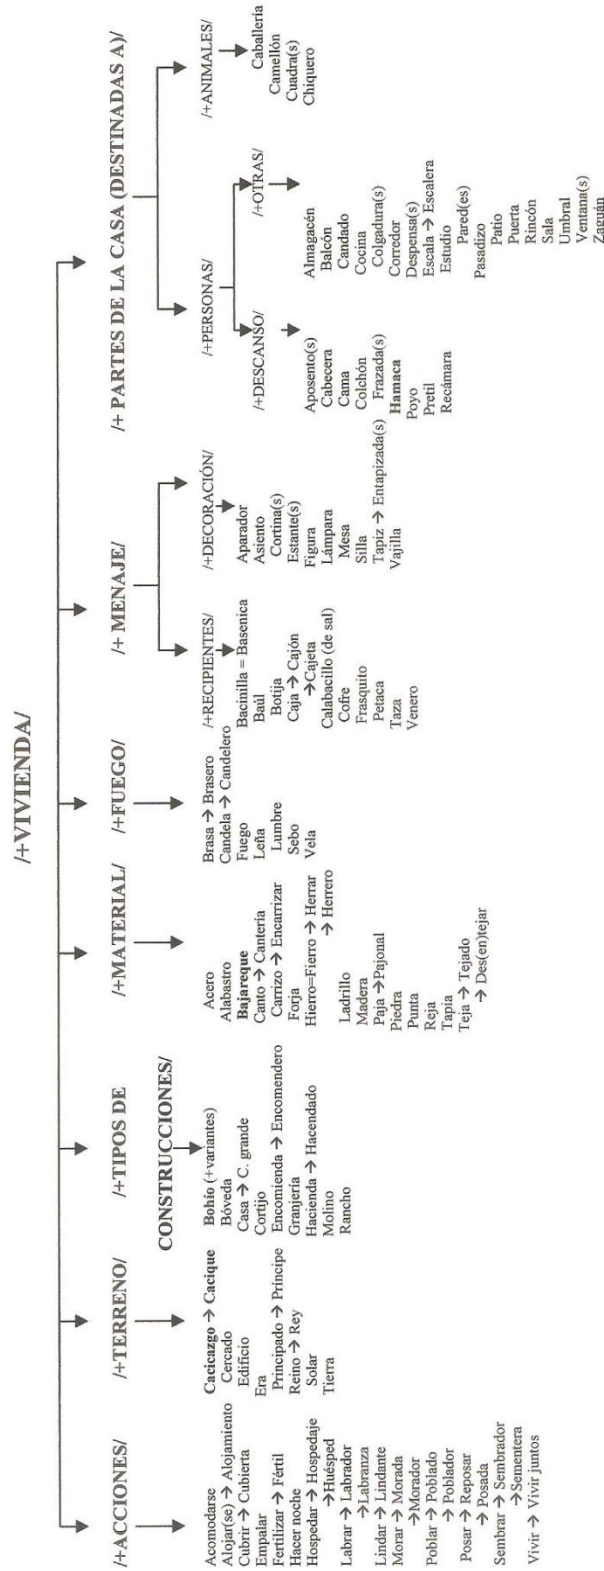 /+VIVIENDA/
/+ACCIONES/
Acomodarse
Alojar(se) → Alojamiento
Cubrir → Cubierta
Empalar
Fertilizar → Fértil
Hacer noche
Hospedar → Hospedaje
→Huésped
Labrar → Labrador
→Labranza
Lindar → Lindante
Morar → Morada
→Morador
Poblar → Poblado
→ Poblador
Posar → Reposar
→ Posada
Sembrar → Sembrador
→Sementera
Vivir → Vivir juntos
/+TERRENO/
Cacicazgo → Cacique
Cercado
Edificio
Era
Principado → Príncipe
Reino → Rey
Solar
Tierra
/+TIPOS DE
CONSTRUCCIONES/
Bohío (+variantes)
Bóveda
Casa → C. grande
Cortijo
Encomienda → Encomendero
Granjería
Hacienda → Hacendado
Molino
Rancho
/+MATERIAL/
Acero
Alabastro
Bajareque
Canto → Cantería
Carrizo → Encarrizar
Forja
Hierro=Fierro → Herrar
→ Herrero
Ladrillo
Madera
Paja →Pajonal
Piedra
Punta
Reja
Tapia
Teja → Tejado
→ Des(en)tejar
/+FUEGO/
Brasa → Brasero
Candela → Candelero
Fuego
Leña
Lumbre
Sebo
Vela
/+ MENAJE/
/+RECIPIENTES/
Bacinilla = Basenica
Baúl
Botija
Caja → Cajón
→Cajeta
Calabacillo (de sal)
Cofre
Frasquito
Petaca
Taza
Venero
/+DECORACIÓN/
Aparador
Asiento
Cortina(s)
Estante(s)
Figura
Lámpara
Mesa
Silla
Tapiz → Entapizada(s)
Vajilla
/+ PARTES DE LA CASA (DESTINADAS A)/
/+PERSONAS/
/+DESCANSO/
Aposento(s)
Cabecera
Cama
Colchón
Frazada(s)
Hamaca
Poyo
Pretil
Recámara
/+OTRAS/
Almagacén
Balcón
Candado
Cocina
Colgadura(s)
Corredor
Despensa(s)
Escala → Escalera
Estudio
Pared(es)
Pasadizo
Patio
Puerta
Rincón
Sala
Umbral
Ventana(s)
Zaguán
/+ANIMALES/
Caballería
Camellón
Cuadra(s)
Chiquero